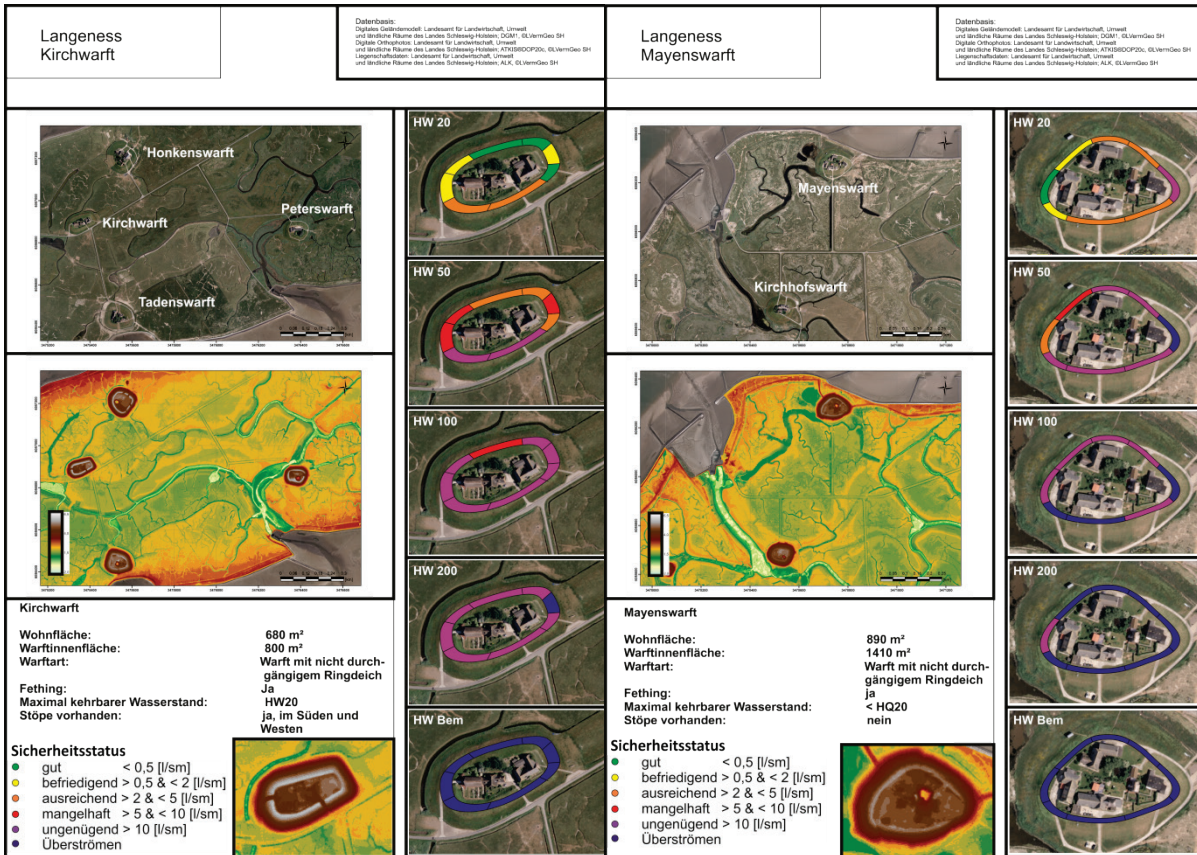 Langeness
Kirchwarft
Datenbasis:
Digitales Geländemodell: Landesamt für Landwirtschaft, Umwelt
und ländliche Räume des Landes Schleswig-Holstein, DGM1, ©LVermGeo SH
Digitale Orthophotos: Landesamt für Landwirtschaft, Umwelt
und ländliche Räume des Landes Schleswig-Holstein; ATKIS®DOP20c, ©LVermGeo SH
Liegenschaftsdaten: Landesamt für Landwirtschaft, Umwelt
und ländliche Räume des Landes Schleswig-Holstein; ALK, ©LVermGeo SH
Honkenswarft
Peterswarft
Kirchwarft
Tadenswarft
HW 20
HW 50
HW 100
HW 200
HW Bem
Kirchwarft
Wohnfläche: 680 m²
Warftinnenfläche: 800 m²
Warftart: Warft mit nicht durch-
gängigem Ringdeich
Fething: Ja
Maximal kehrbarer Wasserstand: HW20
Stöpe vorhanden: ja, im Süden und
Westen
Sicherheitsstatus
gut < 0,5 [l/sm]
befriedigend > 0,5 & < 2 [l/sm]
ausreichend > 2 & < 5 [l/sm]
mangelhaft > 5 & < 10 [l/sm]
ungenügend > 10 [l/sm]
Überströmen
Langeness
Mayenswarft
Datenbasis:
Digitales Geländemodell: Landesamt für Landwirtschaft, Umwelt
und ländliche Räume des Landes Schleswig-Holstein, DGM1, ©LVermGeo SH
Digitale Orthophotos: Landesamt für Landwirtschaft, Umwelt
und ländliche Räume des Landes Schleswig-Holstein; ATKIS®DOP20c, ©LVermGeo SH
Liegenschaftsdaten: Landesamt für Landwirtschaft, Umwelt
und ländliche Räume des Landes Schleswig-Holstein; ALK, ©LVermGeo SH
Mayenswarft
Kirchhofswarft
HW 20
HW 50
HW 100
HW 200
HW Bem
Mayenswarft
Wohnfläche: 890 m²
Warftinnenfläche: 1410 m²
Warftart: Warft mit nicht durch-
gängigem Ringdeich
Fething: ja
Maximal kehrbarer Wasserstand: < HQ20
Stöpe vorhanden: nein
Sicherheitsstatus
gut < 0,5 [l/sm]
befriedigend > 0,5 & < 2 [l/sm]
ausreichend > 2 & < 5 [l/sm]
mangelhaft > 5 & < 10 [l/sm]
ungenügend > 10 [l/sm]
Überströmen